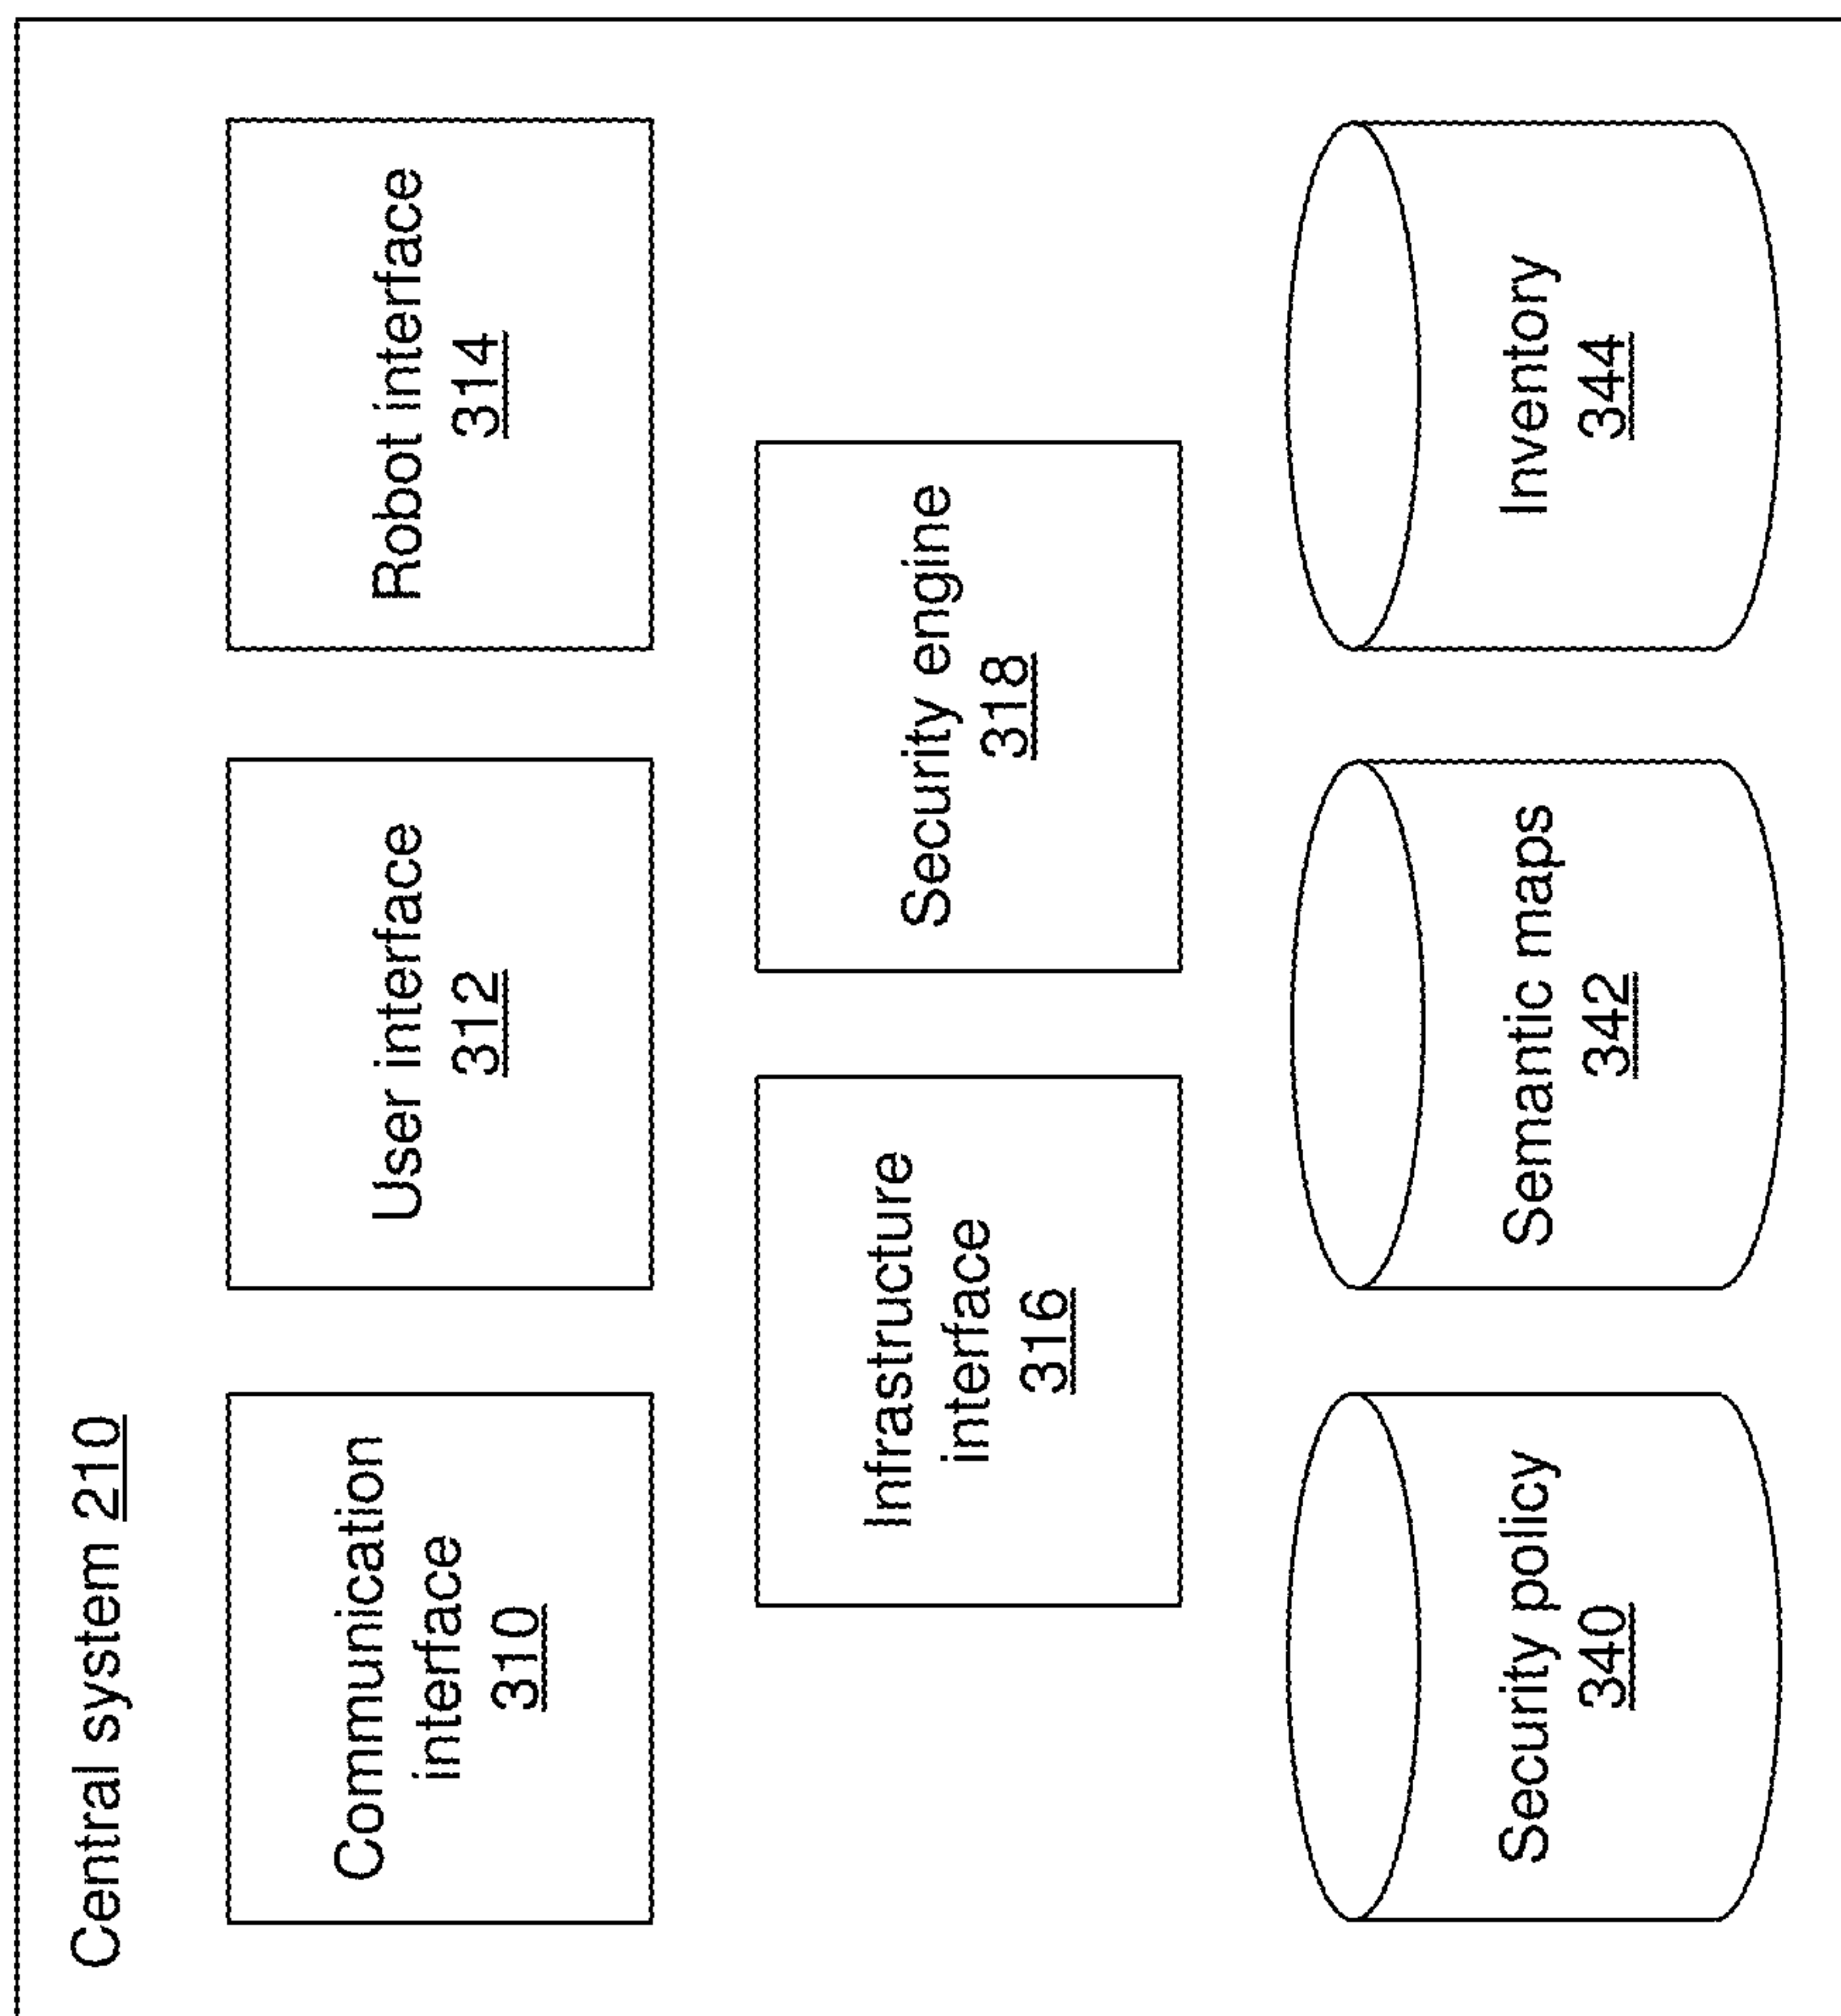 Central system 210
Communication
interface
310
User interface
312
Robot interface
314
Infrastructure
interface
316
Security engine
318
Security policy
340
Semantic maps
342
Inventory
344